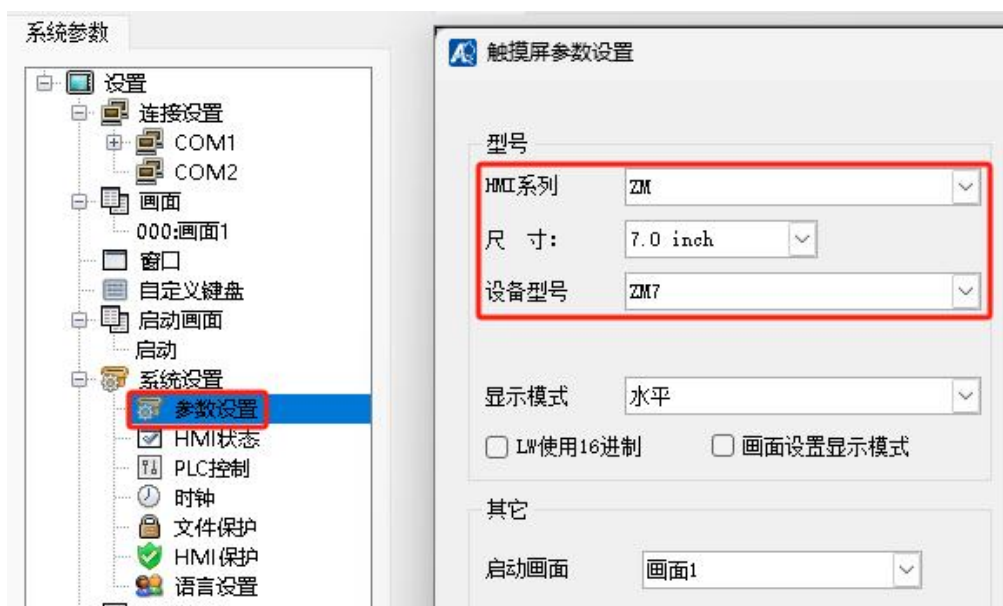 系统参数
设置
连接设置
COM1
COM2
画面
000:画面1
窗口
自定义键盘
启动画面
启动
系统设置
参数设置
HMI状态
PLC控制
时钟
文件保护
HMI保护
语言设置
触摸屏参数设置
型号
HMI系列 ZM
尺 寸: 7.0 inch
设备型号 ZM7
显示模式 水平
LW使用16进制 画面设置显示模式
其它
启动画面 画面1